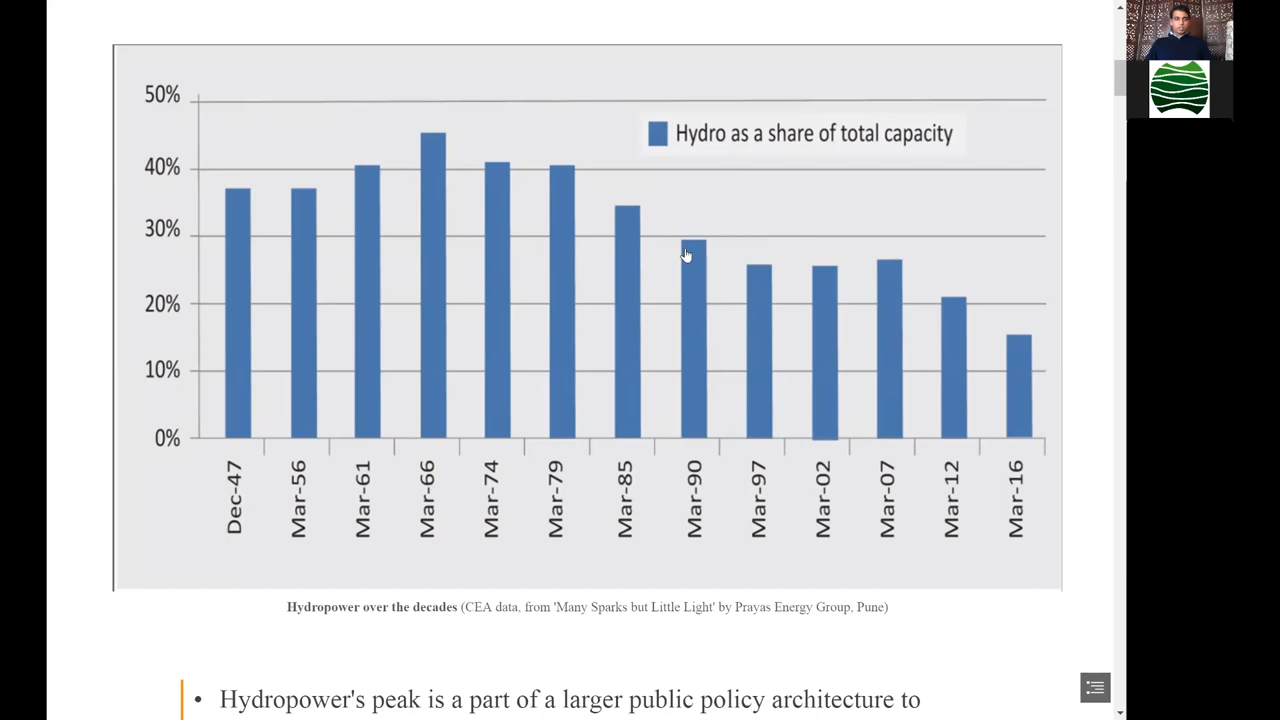 50%
Hydro as a share of total capacity
40%
30%
20%
10%
0%
Dec-47
Mar-56
Mar-61
Mar-66
Mar-74
Mar-79
Mar-85
Mar-90
Mar-97
Mar-02
Mar-07
Mar-12
Mar-16
Hydropower over the decades (CEA data, from 'Many Sparks but Little Light' by Prayas Energy Group, Pune)
• Hydropower's peak is a part of a larger public policy architecture to